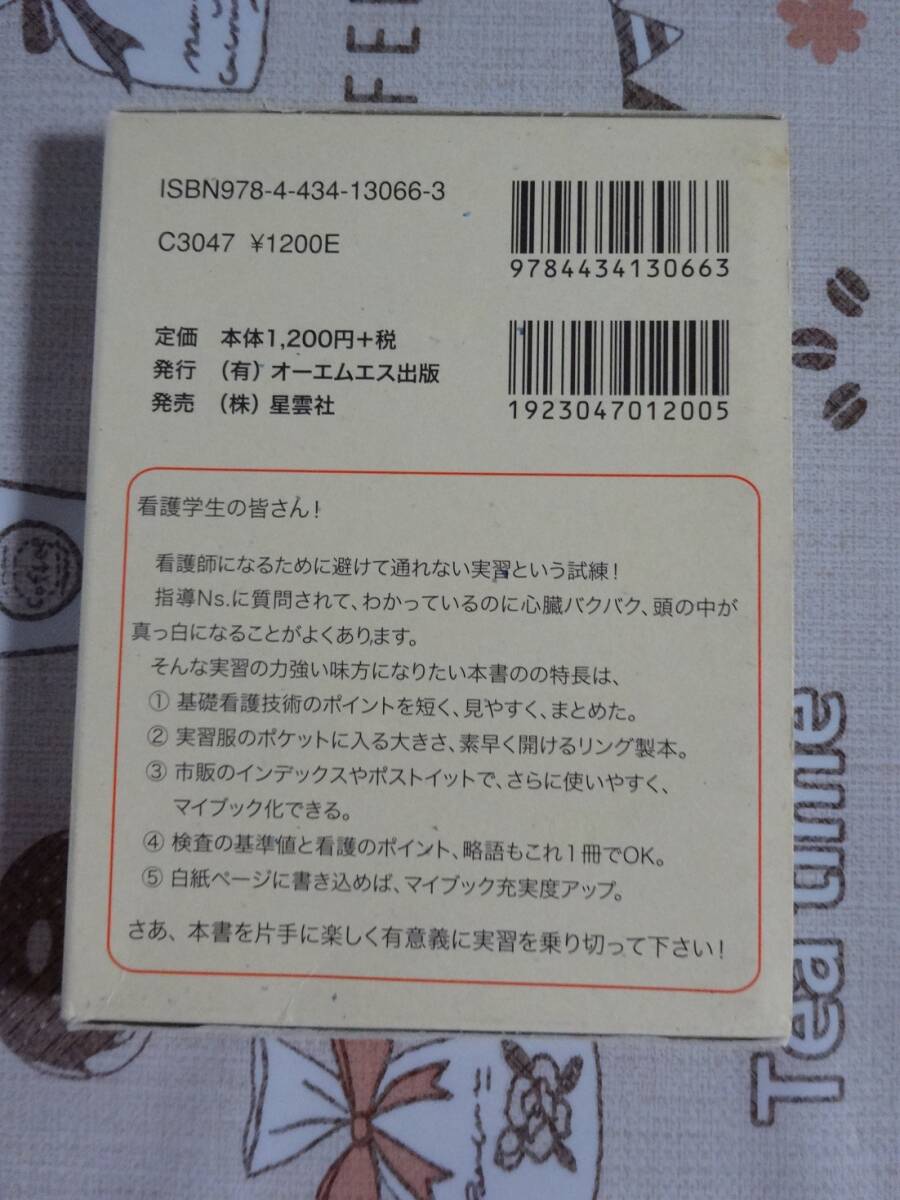 FEE
ISBN978-4-434-13066-3
C3047 ¥1200E
9784434130663
定価 本体1,200円+税
発行 (有)オーエムエス出版
発売 (株)星雲社
1923047012005
看護学生の皆さん!
看護師になるために避けて通れない実習という試練!
指導Ns.に質問されて、わかっているのに心臓バクバク、頭の中が
真っ白になることがよくあります。
そんな実習の力強い味方になりたい本書のの特長は、
① 基礎看護技術のポイントを短く、見やすく、まとめた。
② 実習服のポケットに入る大きさ、素早く開けるリング製本。
③ 市販のインデックスやポストイットで、さらに使いやすく、
マイブック化できる。
④ 検査の基準値と看護のポイント、略語もこれ1冊でOK。
⑤ 白紙ページに書き込めば、マイブック充実度アップ。
さあ、本書を片手に楽しく有意義に実習を乗り切って下さい!
Tea time